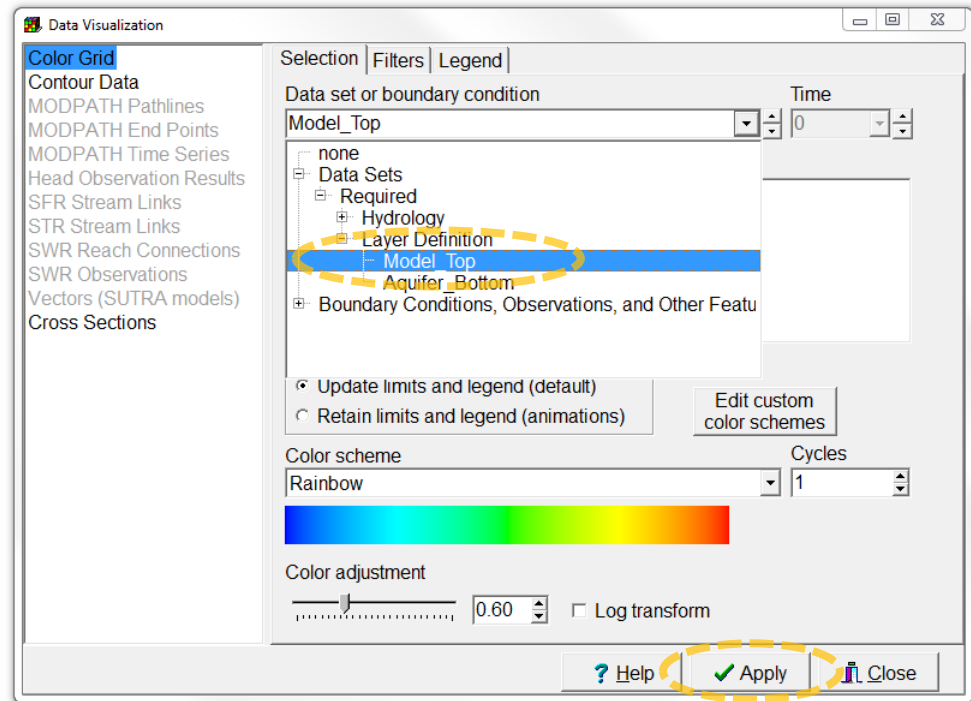 Data Visualization
Color Grid
Contour Data
MODPATH Pathlines
MODPATH End Points
MODPATH Time Series
Head Observation Results
SFR Stream Links
STR Stream Links
SWR Reach Connections
SWR Observations
Vectors (SUTRA models)
Cross Sections
Selection Filters Legend
Data set or boundary condition Time
Model_Top 0
none
Data Sets
Required
Hydrology
Layer Definition
Model_Top
Aquifer_Bottom
Boundary Conditions, Observations, and Other Featu
Update limits and legend (default)
Retain limits and legend (animations)
Edit custom
color schemes
Color scheme Cycles
Rainbow 1
Color adjustment
0.60 Log transform
? Help Apply Close